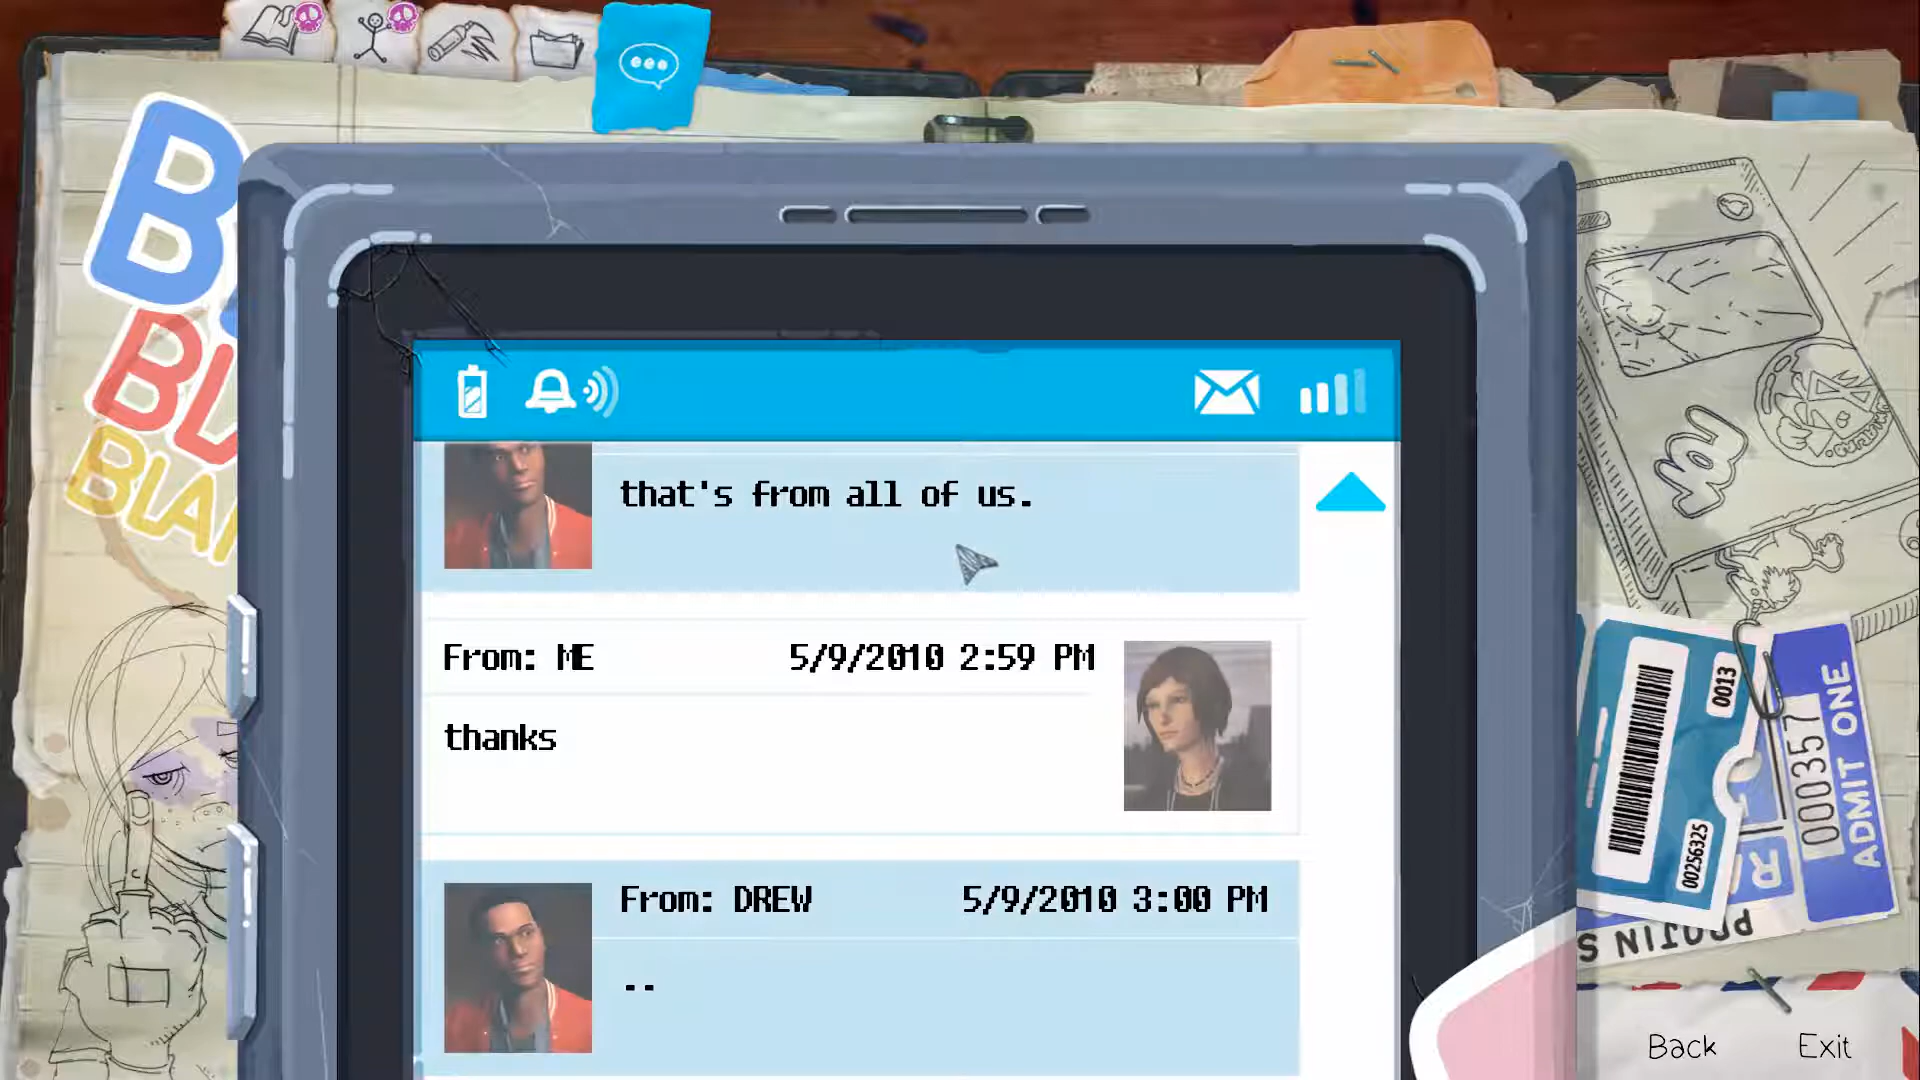 that's from all of us.
From: ME 5/9/2010 2:59 PM
thanks
From: DREW 5/9/2010 3:00 PM
..
0013
00256325
000357
ADMIT ONE
Back Exit